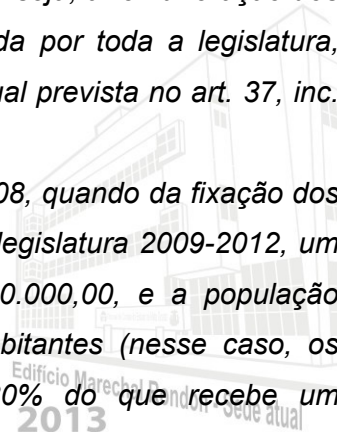 da por toda a legislatura,
ual prevista no art. 37, inc.
08, quando da fixação dos
legislatura 2009-2012, um
0.000,00, e a população
bitantes (nesse caso, os
0% do que recebe um
Edifício Marechal Rondon - Sede atual
2013